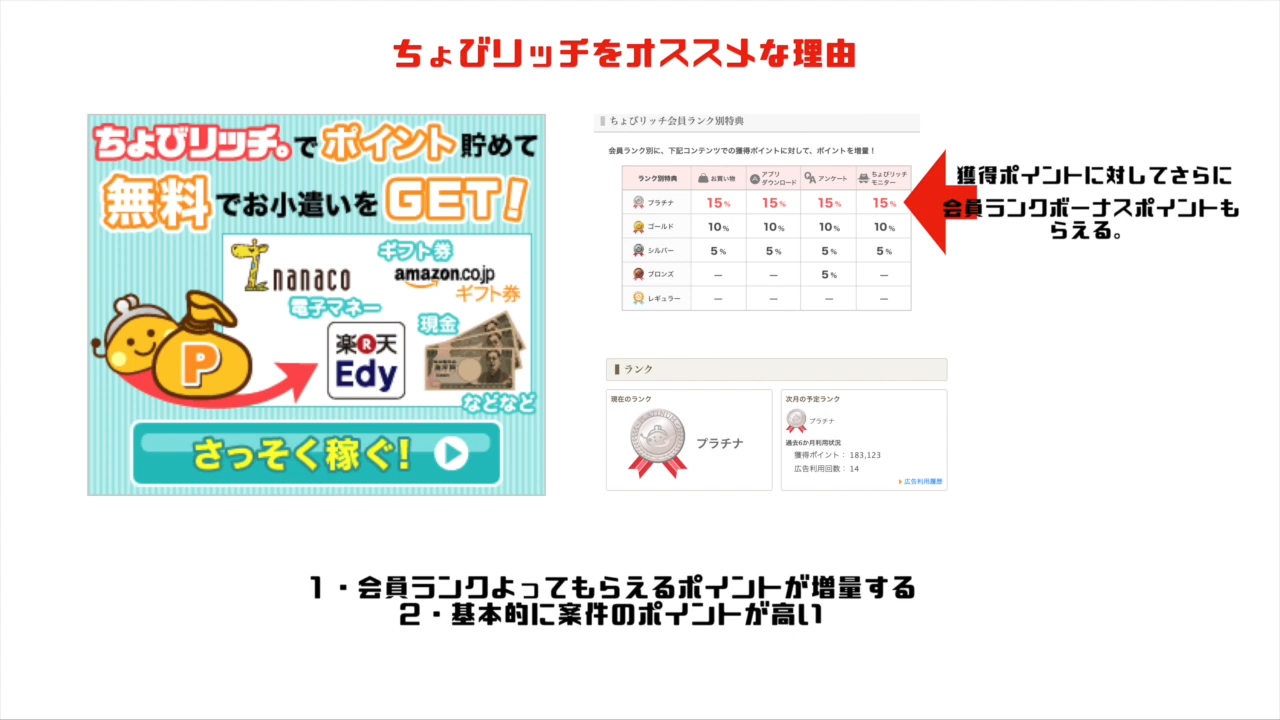 ちょびリッチをオススメな理由
ちょびリッチ。でポイント貯めて
無料でお小遣いをGET!
nanaco
ギフト券
amazon.co.jp
ギフト券
電子マネー
楽R天
Edy
現金
などなど
P
さっそく稼ぐ!
ちょびリッチ会員ランク別特典
会員ランク別に、下記コンテンツでの獲得ポイントに対して、ポイントを増量!
ランク別特典 お買い物 アプリ ダウンロード アンケート ちょびリッチ モニター
プラチナ 15% 15% 15% 15%
ゴールド 10% 10% 10% 10%
シルバー 5% 5% 5% 5%
ブロンズ — — 5% —
レギュラー — — — —
獲得ポイントに対してさらに
会員ランクボーナスポイントも
らえる。
ランク
現在のランク
プラチナ
次月の予定ランク
プラチナ
過去6か月利用状況
獲得ポイント: 183,123
広告利用回数: 14
広告利用履歴
1・会員ランクよってもらえるポイントが増量する
2・基本的に案件のポイントが高い